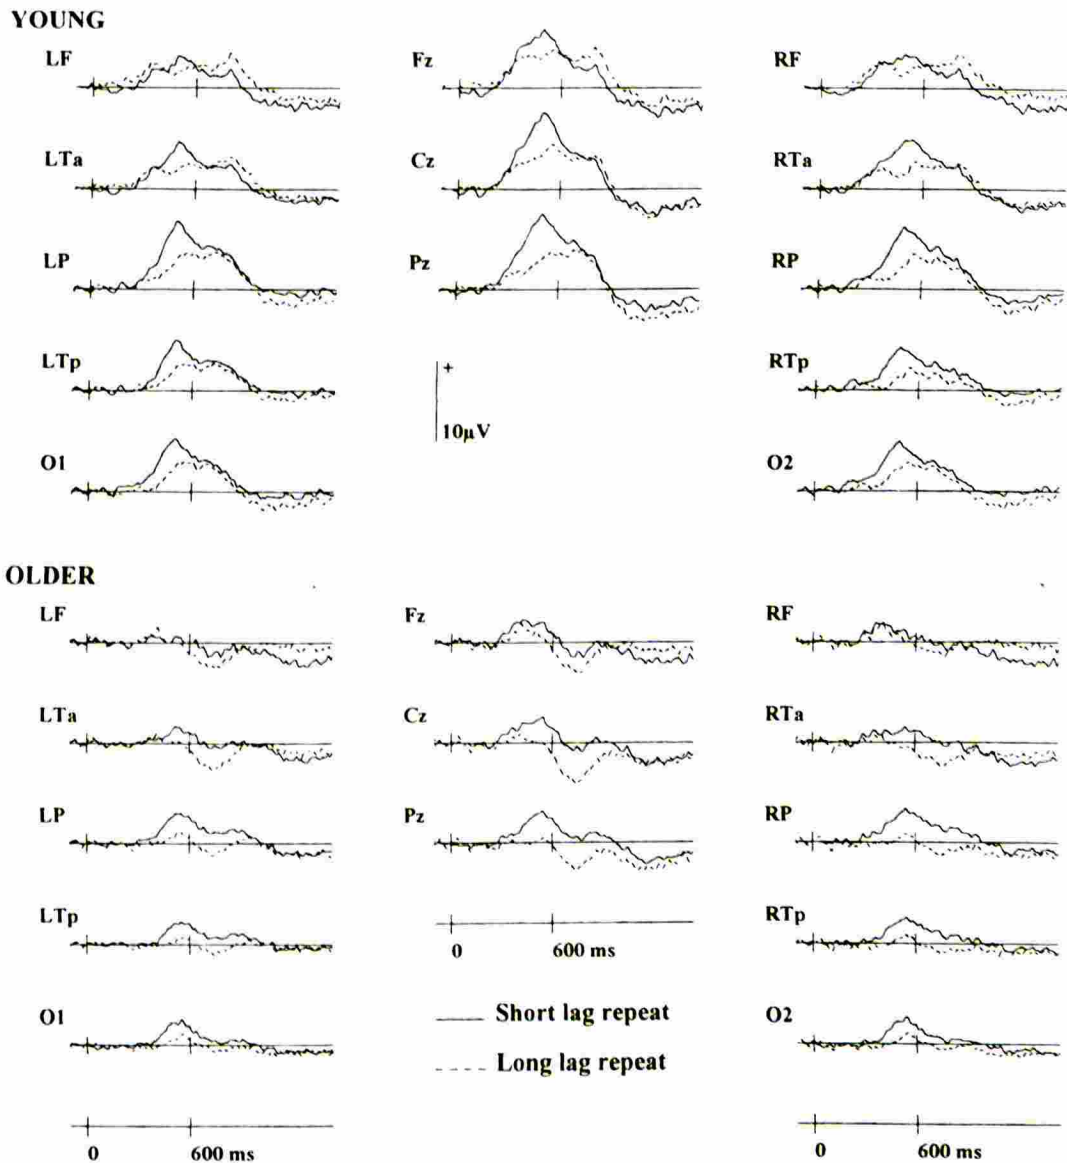 YOUNG
LF Fz RF
LTa Cz RTa
LP Pz RP
LTp RTp
+
10µV
O1 O2
OLDER
LF Fz RF
LTa Cz RTa
LP Pz RP
LTp RTp
0 600 ms
O1 O2
Short lag repeat
Long lag repeat
0 600 ms 0 600 ms